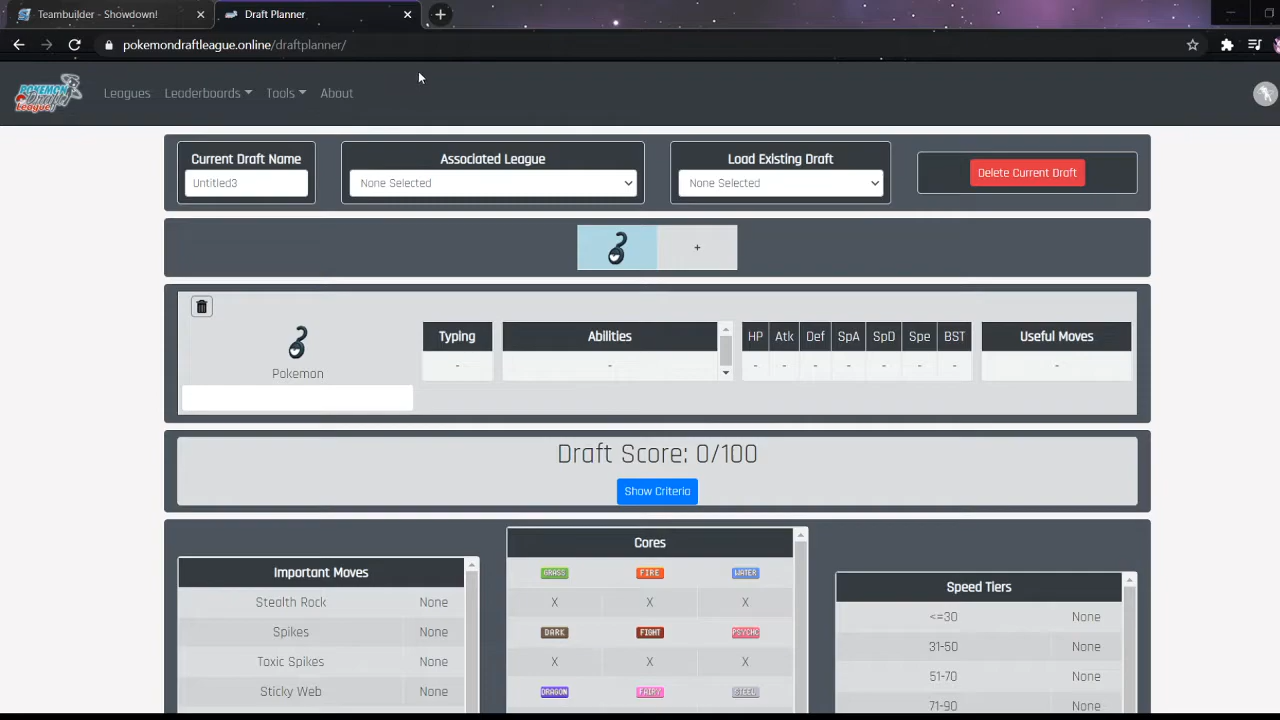 Teambuilder - Showdown!
Draft Planner
pokemondraftleague.online/draftplanner/
POKEMON
Draft
League
Leagues Leaderboards Tools About
Current Draft Name
Untitled3
Associated League
None Selected
Load Existing Draft
None Selected
Delete Current Draft
+
Pokemon
Typing
-
Abilities
-
HP Atk Def SpA SpD Spe BST
- - - - - - -
Useful Moves
-
Draft Score: 0/100
Show Criteria
Important Moves
Stealth Rock None
Spikes None
Toxic Spikes None
Sticky Web None
Cores
GRASS FIRE WATER
X X X
DARK FIGHT PSYCHC
X X X
DRAGON FAIRY STEEL
Speed Tiers
<=30 None
31-50 None
51-70 None
71-90 None